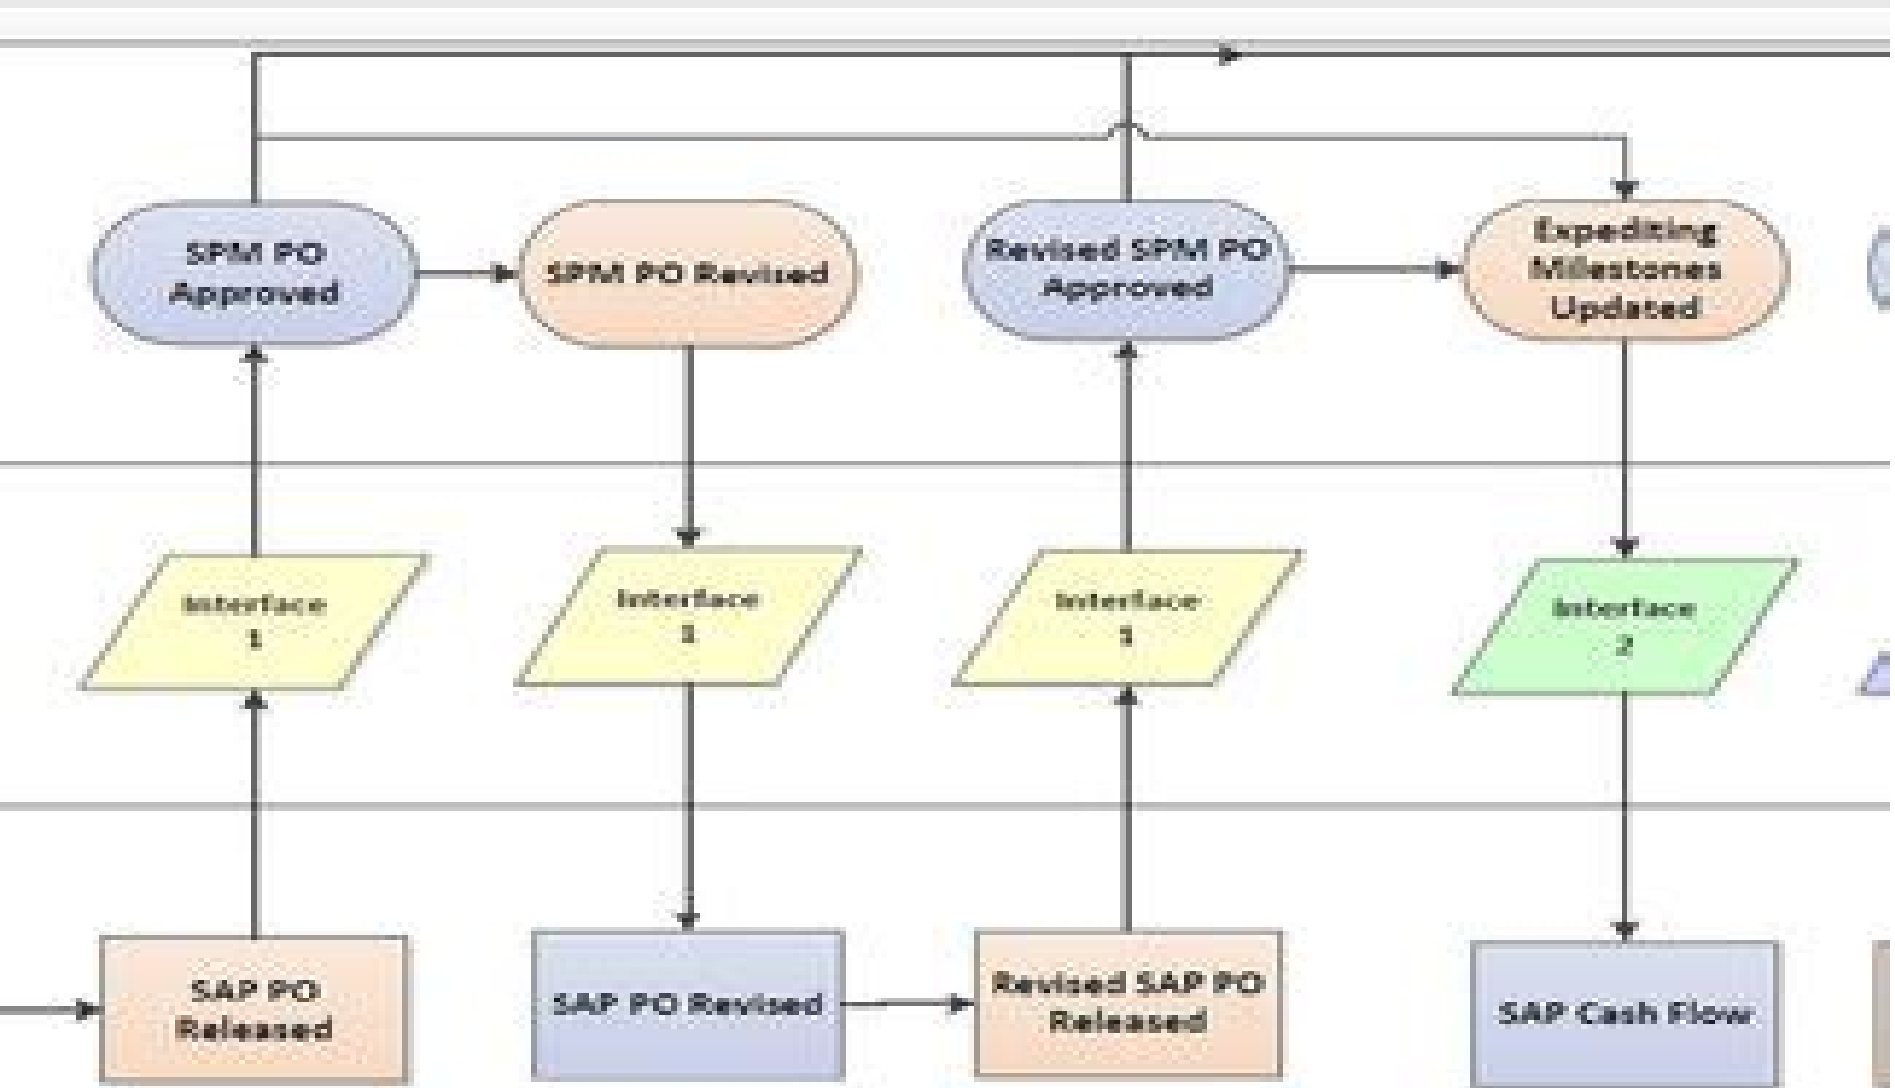 SPM PO
Approved
SPM PO Revised
Revised SPM PO
Approved
Expediting
Milestones
Updated
Interface
1
Interface
1
Interface
1
Interface
2
SAP PO
Released
SAP PO Revised
Revised SAP PO
Released
SAP Cash Flow